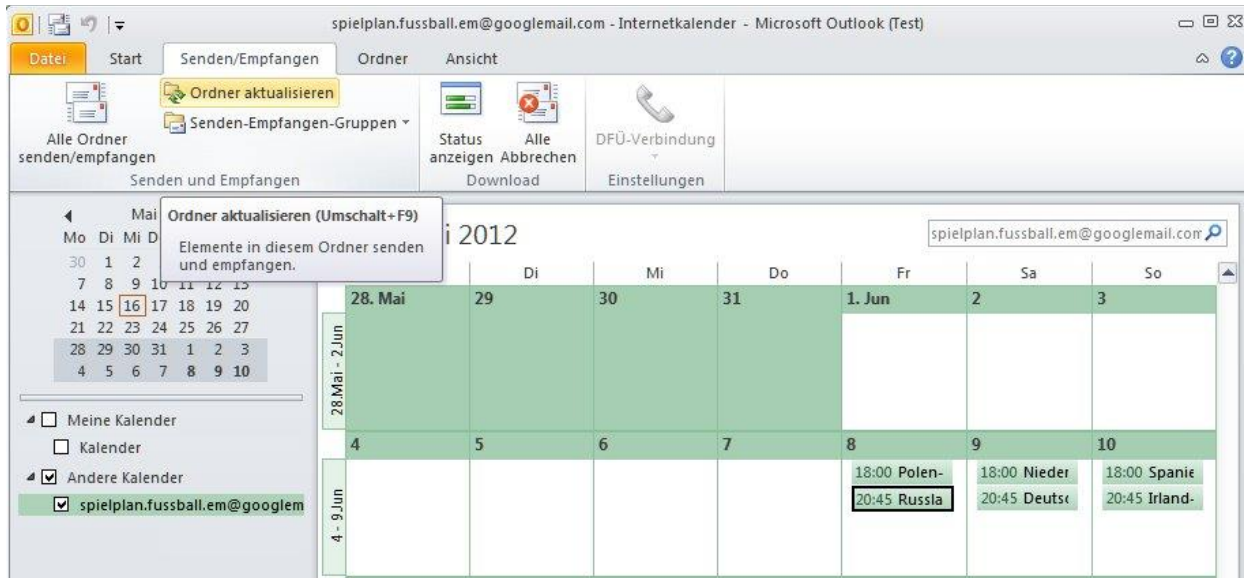 spielplan.fussball.em@googlemail.com - Internetkalender - Microsoft Outlook (Test)
Datei Start Senden/Empfangen Ordner Ansicht
Alle Ordner
senden/empfangen
Ordner aktualisieren
Senden-Empfangen-Gruppen
Status
anzeigen
Alle
Abbrechen
DFÜ-Verbindung
Senden und Empfangen Download Einstellungen
Ordner aktualisieren (Umschalt+F9)
Elemente in diesem Ordner senden
und empfangen.
Mai
Mo Di Mi D
30 1 2
7 8 9 10 11 12 13
14 15 16 17 18 19 20
21 22 23 24 25 26 27
28 29 30 31 1 2 3
4 5 6 7 8 9 10
Meine Kalender
Kalender
Andere Kalender
spielplan.fussball.em@googlem
i 2012
spielplan.fussball.em@googlemail.com
Di Mi Do Fr Sa So
28. Mai 29 30 31 1. Jun 2 3
28.Mai - 2.Jun
4 5 6 7 8 9 10
4 - 9.Jun
18:00 Polen- 18:00 Nieder 18:00 Spanie
20:45 Russla 20:45 Deutsc 20:45 Irland-